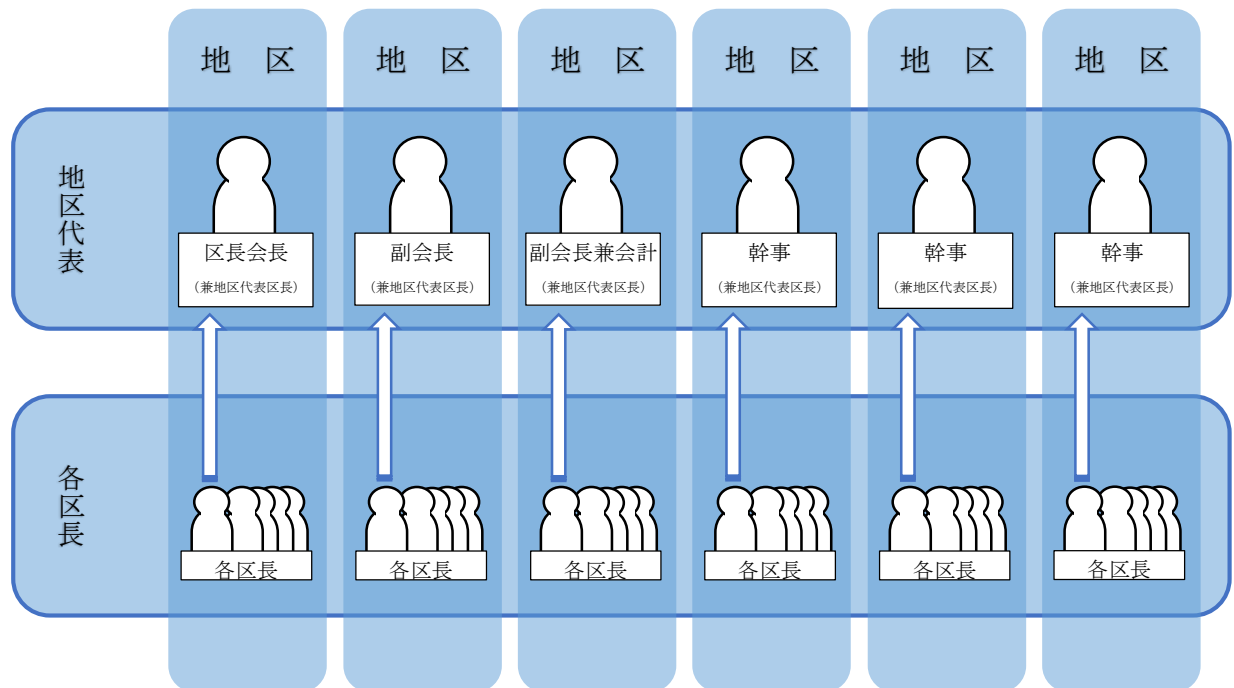 地　区
地　区
地　区
地　区
地　区
地　区
地区代表
区長会長
（兼地区代表区長）
副会長
（兼地区代表区長）
副会長兼会計
（兼地区代表区長）
幹事
（兼地区代表区長）
幹事
（兼地区代表区長）
幹事
（兼地区代表区長）
各区長
各区長
各区長
各区長
各区長
各区長
各区長